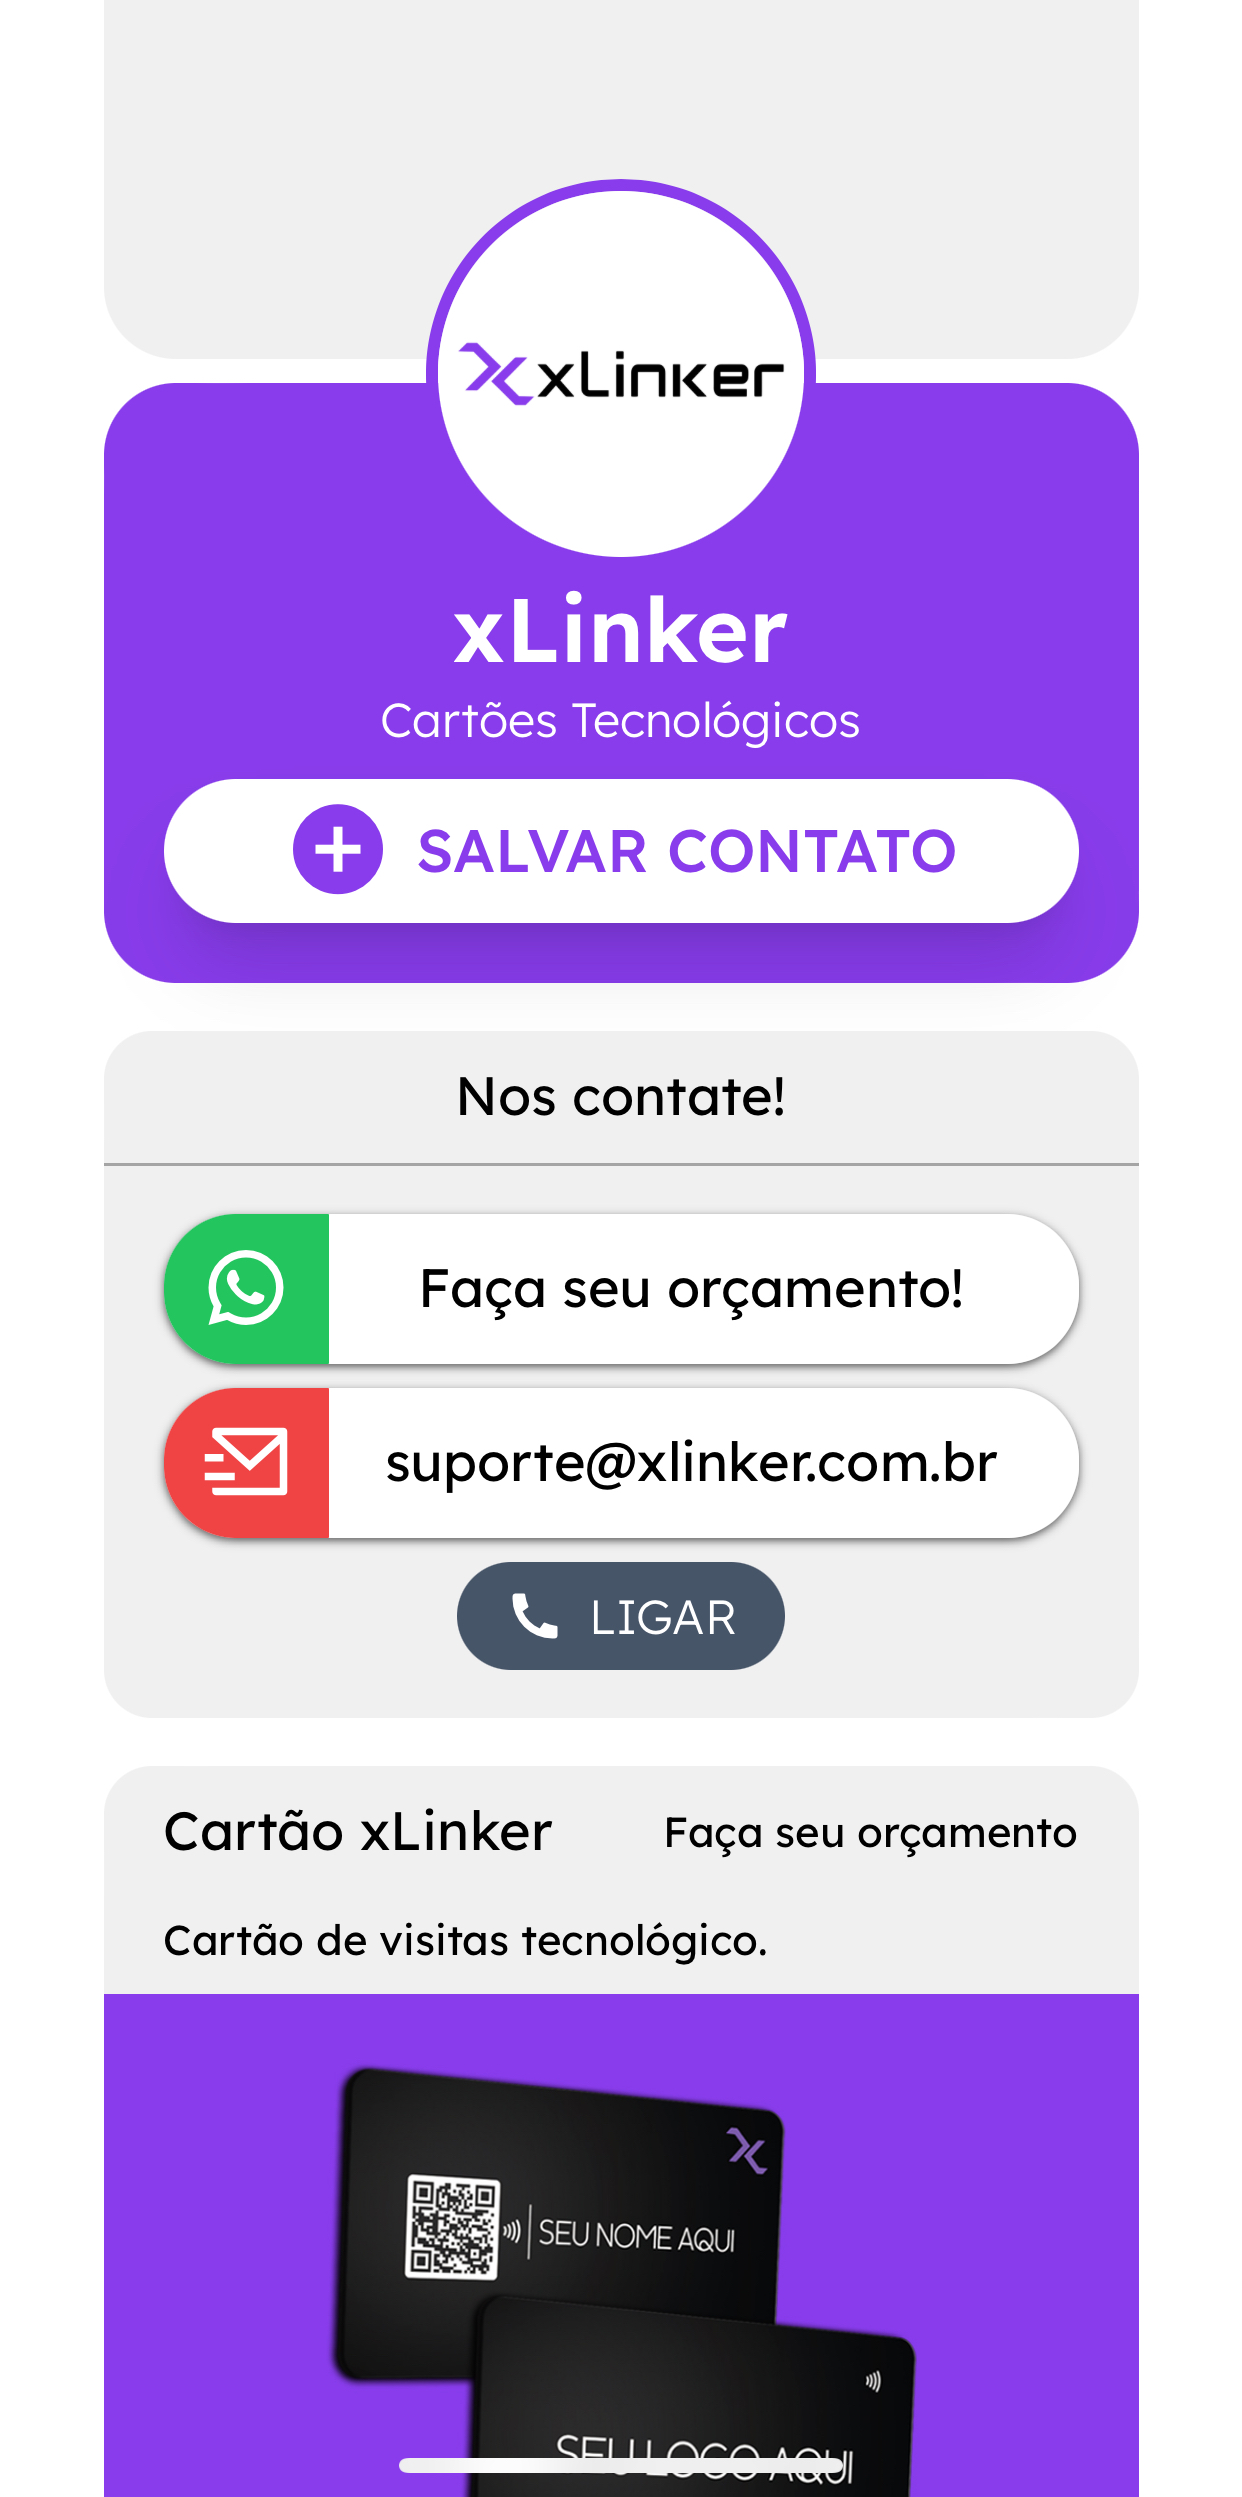 xLinker
xLinker
Cartões Tecnológicos
SALVAR CONTATO
Nos contate!
Faça seu orçamento!
suporte@xlinker.com.br
LIGAR
Cartão xLinker
Faça seu orçamento
Cartão de visitas tecnológico.
SEU NOME AQUI
SEU LOGO AQUI